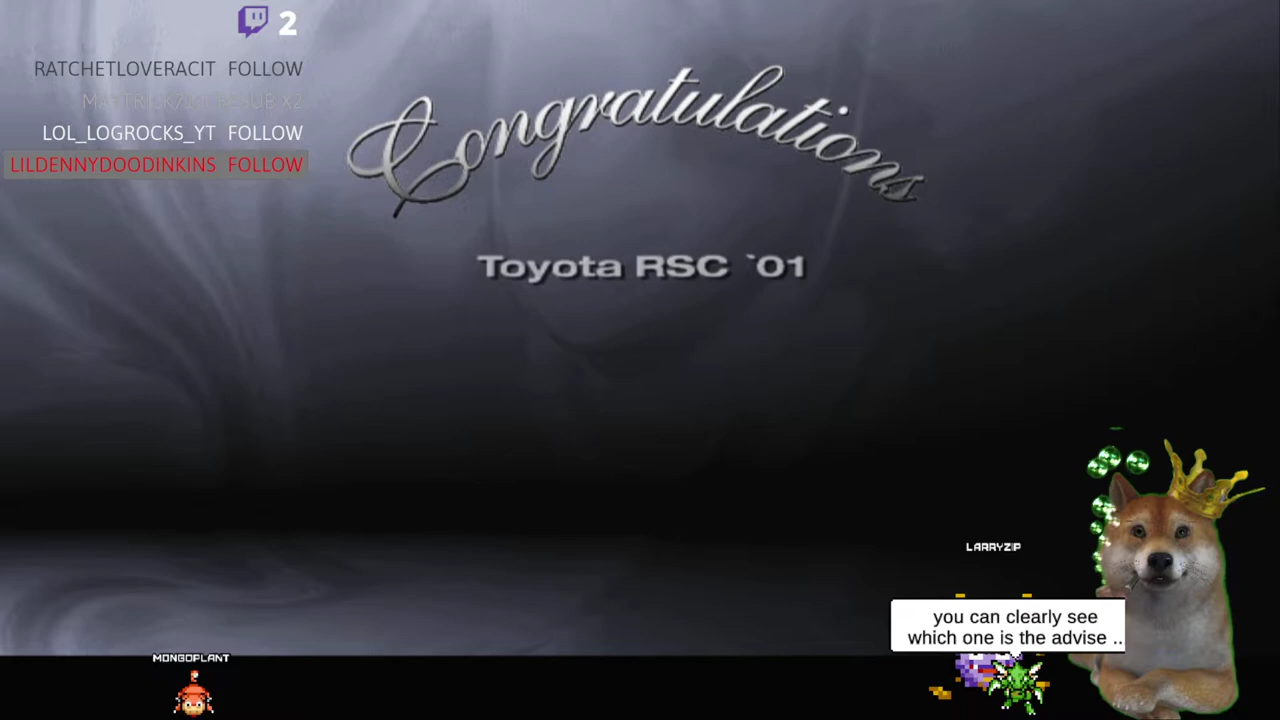 2
RATCHETLOVERACIT FOLLOW
X2
LOL_LOGROCKS_YT FOLLOW
LILDENNYDOODINKINS FOLLOW
Congratulations
Toyota RSC `01
LARRYZIP
you can clearly see
which one is the advise ..
MONGOPLANT